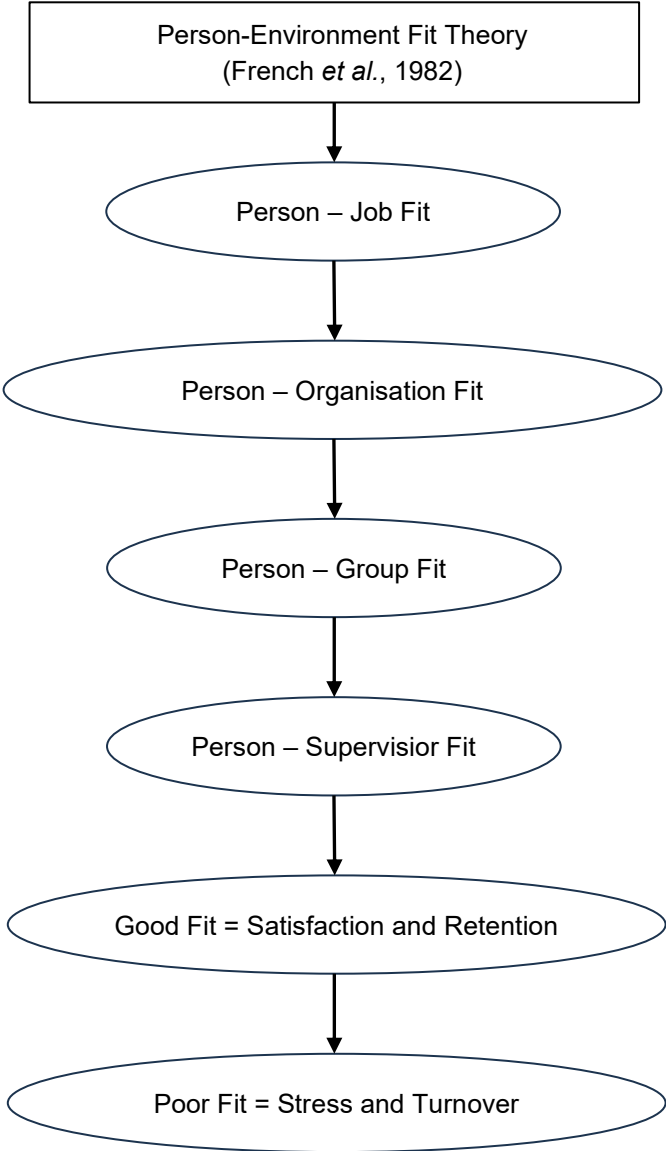 Person-Environment Fit Theory
(French et al., 1982)
Person – Job Fit
Person – Organisation Fit
Person – Group Fit
Person – Supervisior Fit
Good Fit = Satisfaction and Retention
Poor Fit = Stress and Turnover